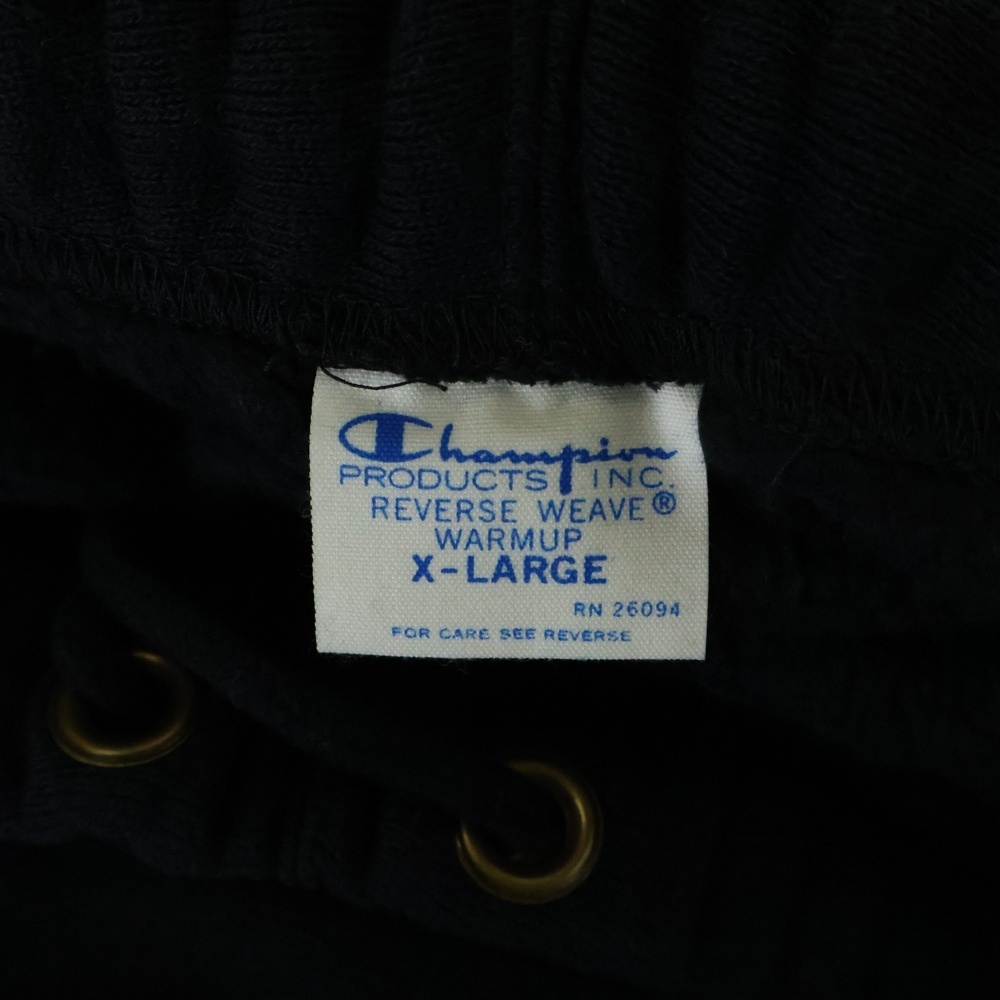 Champion
PRODUCTS INC.
REVERSE WEAVE®
WARMUP
X-LARGE
RN 26094
FOR CARE SEE REVERSE